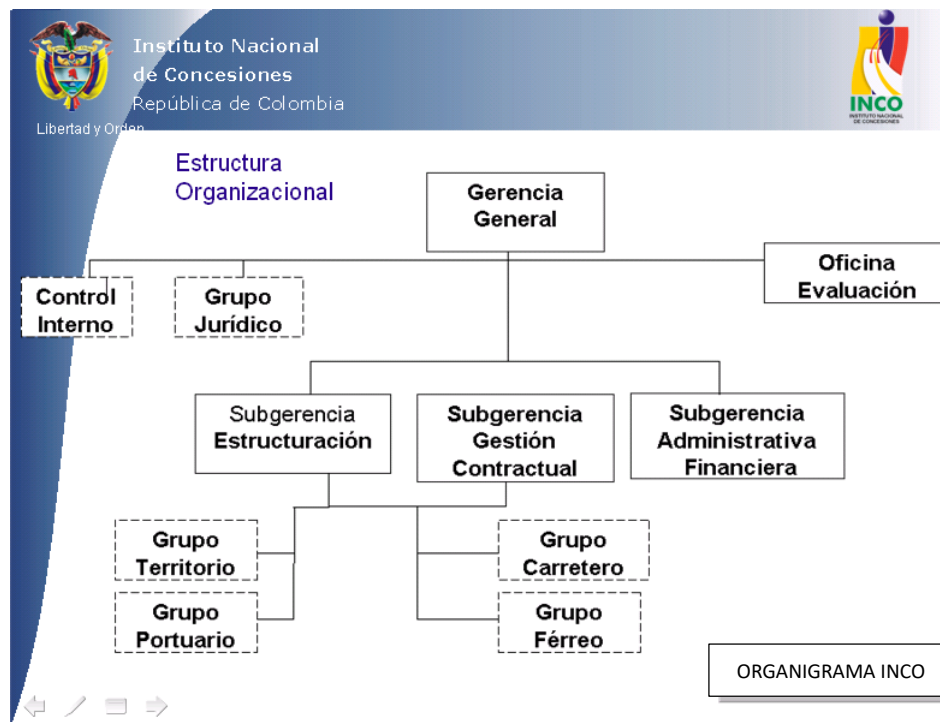 Instituto Nacional
de Concesiones
República de Colombia
Libertad y Orden
INCO
INSTITUTO NACIONAL
DE CONCESIONES
Estructura
Organizacional
Gerencia
General
Oficina
Evaluación
Control
Interno
Grupo
Jurídico
Subgerencia
Estructuración
Subgerencia
Gestión
Contractual
Subgerencia
Administrativa
Financiera
Grupo
Territorio
Grupo
Carretero
Grupo
Portuario
Grupo
Férreo
ORGANIGRAMA INCO